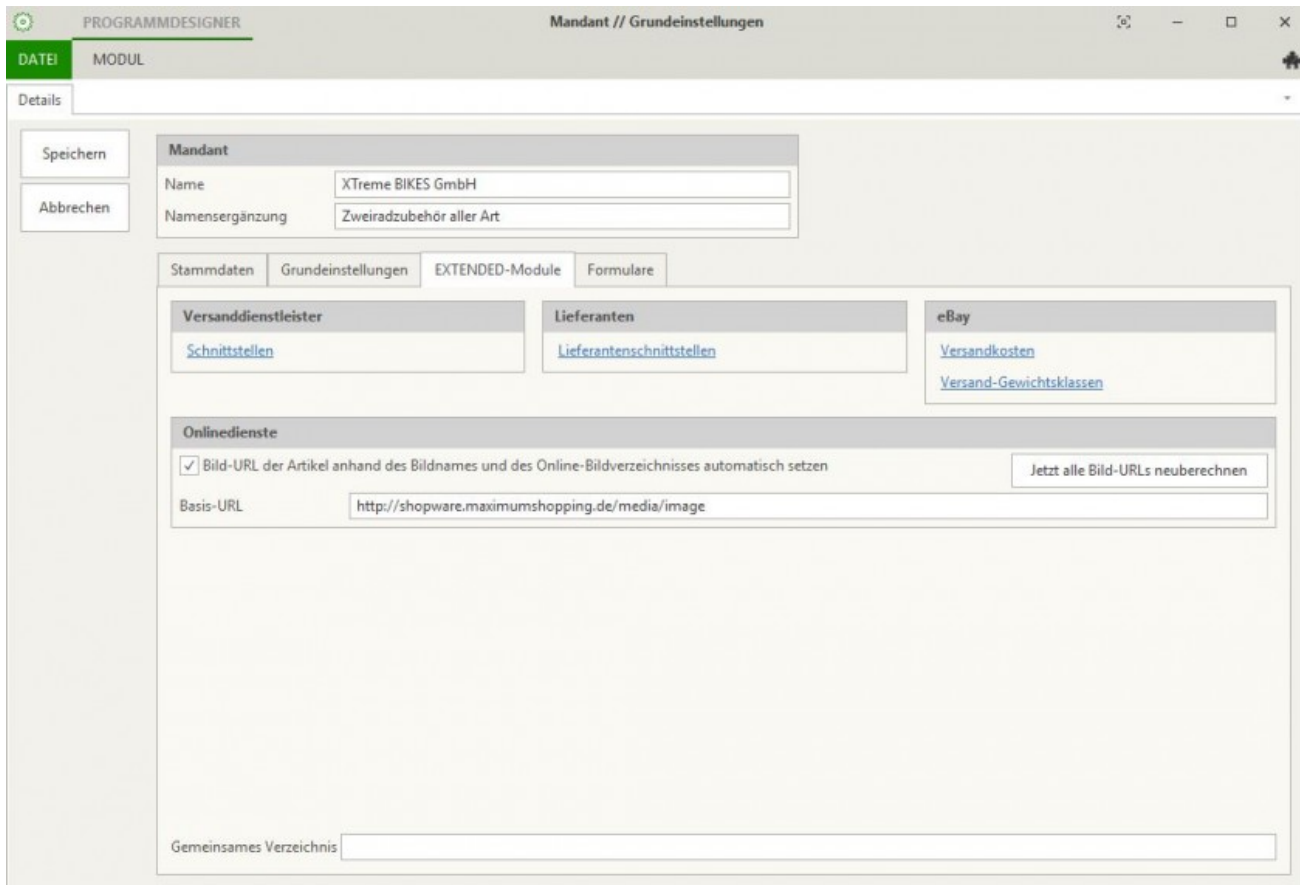 PROGRAMMDESIGNER
Mandant // Grundeinstellungen
DATEI MODUL
Details
Speichern
Abbrechen
Mandant
Name XTreme BIKES GmbH
Namensergänzung Zweiradzubehör aller Art
Stammdaten Grundeinstellungen EXTENDED-Module Formulare
Versanddienstleister Lieferanten eBay
Schnittstellen Lieferantenschnittstellen Versandkosten
Versand-Gewichtsklassen
Onlinedienste
Bild-URL der Artikel anhand des Bildnames und des Online-Bildverzeichnisses automatisch setzen
Jetzt alle Bild-URLs neuberechnen
Basis-URL http://shopware.maximumshopping.de/media/image
Gemeinsames Verzeichnis